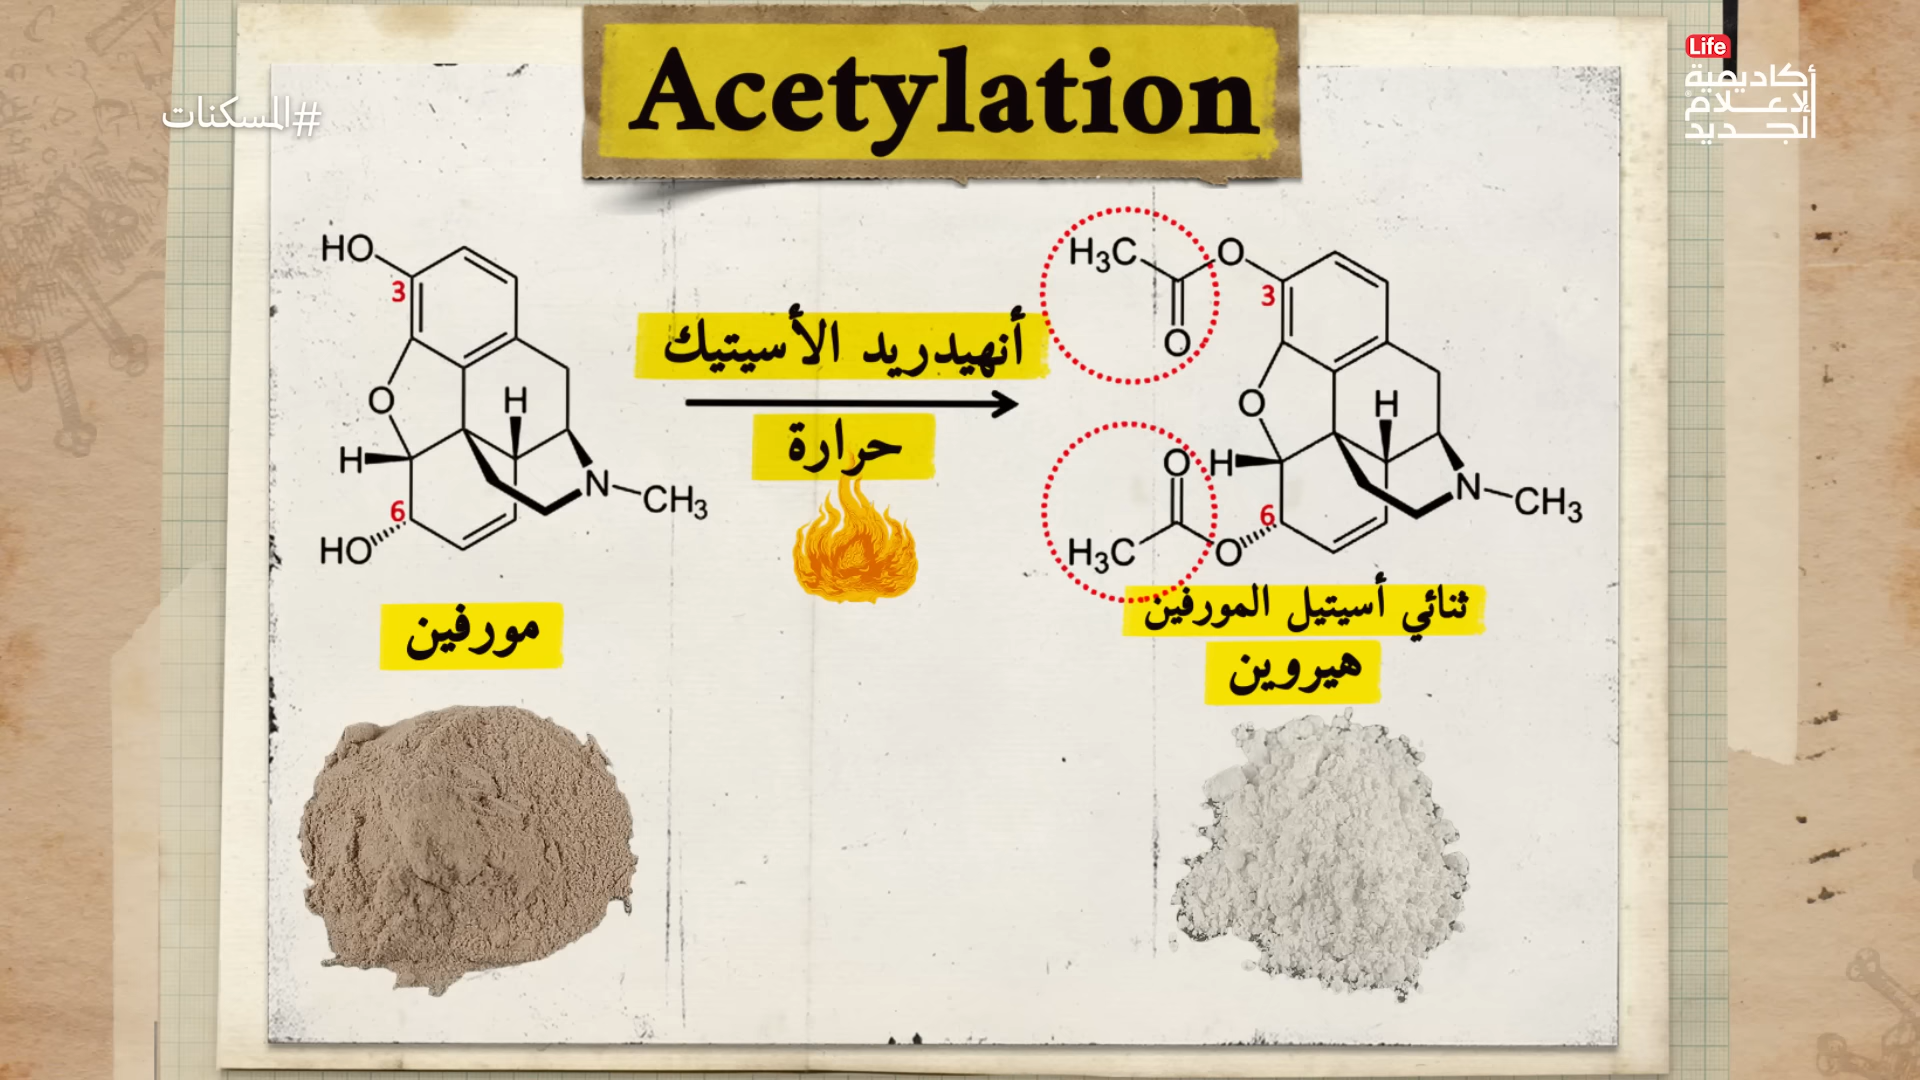 Acetylation
Life
أكاديمية
الإعلام
الجديد
#المسكنات
HO
3
O
H
H
N
CH3
6
HO
أنهيدريد الأسيتيك
حرارة
H3C
O
3
O
O
H
O
H
N
CH3
6
H3C
O
مورفين
ثنائي أسيتيل المورفين
هيروين